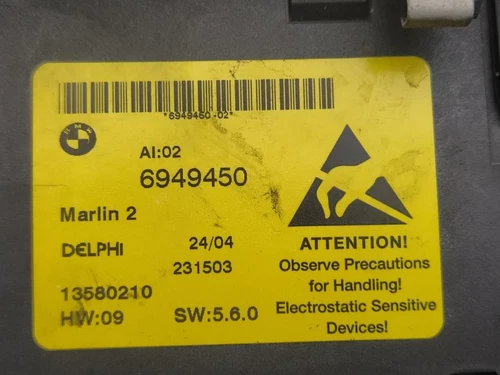 *6949450-02*
BMW
AI:02
6949450
Marlin 2
DELPHI
24/04
231503
13580210
HW:09
SW:5.6.0
ATTENTION!
Observe Precautions
for Handling!
Electrostatic Sensitive
Devices!